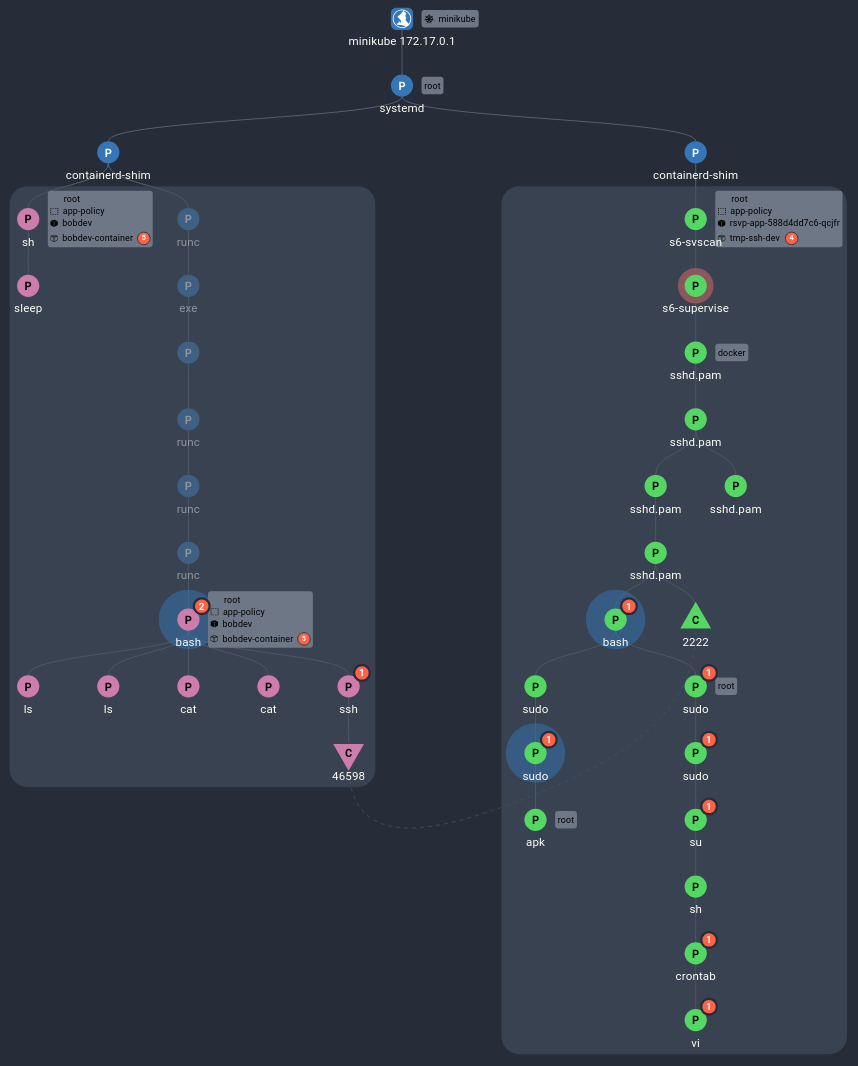 minikube
minikube 172.17.0.1
P
root
systemd
P
containerd-shim
P
containerd-shim
P
sh
root
app-policy
bobdev
bobdev-container 5
P
runc
P
s6-svscan
root
app-policy
rsvp-app-588d4dd7c6-qcjfr
tmp-ssh-dev 4
P
sleep
P
exe
P
s6-supervise
P
P
docker
sshd.pam
P
runc
P
sshd.pam
P
runc
P
sshd.pam
P
sshd.pam
P
runc
P
sshd.pam
P
2
bash
root
app-policy
bobdev
bobdev-container 5
P
1
bash
C
2222
P
ls
P
ls
P
cat
P
cat
P
1
ssh
P
sudo
P
1
root
sudo
C
46598
P
1
sudo
P
1
sudo
P
root
apk
P
1
su
P
sh
P
1
crontab
P
1
vi